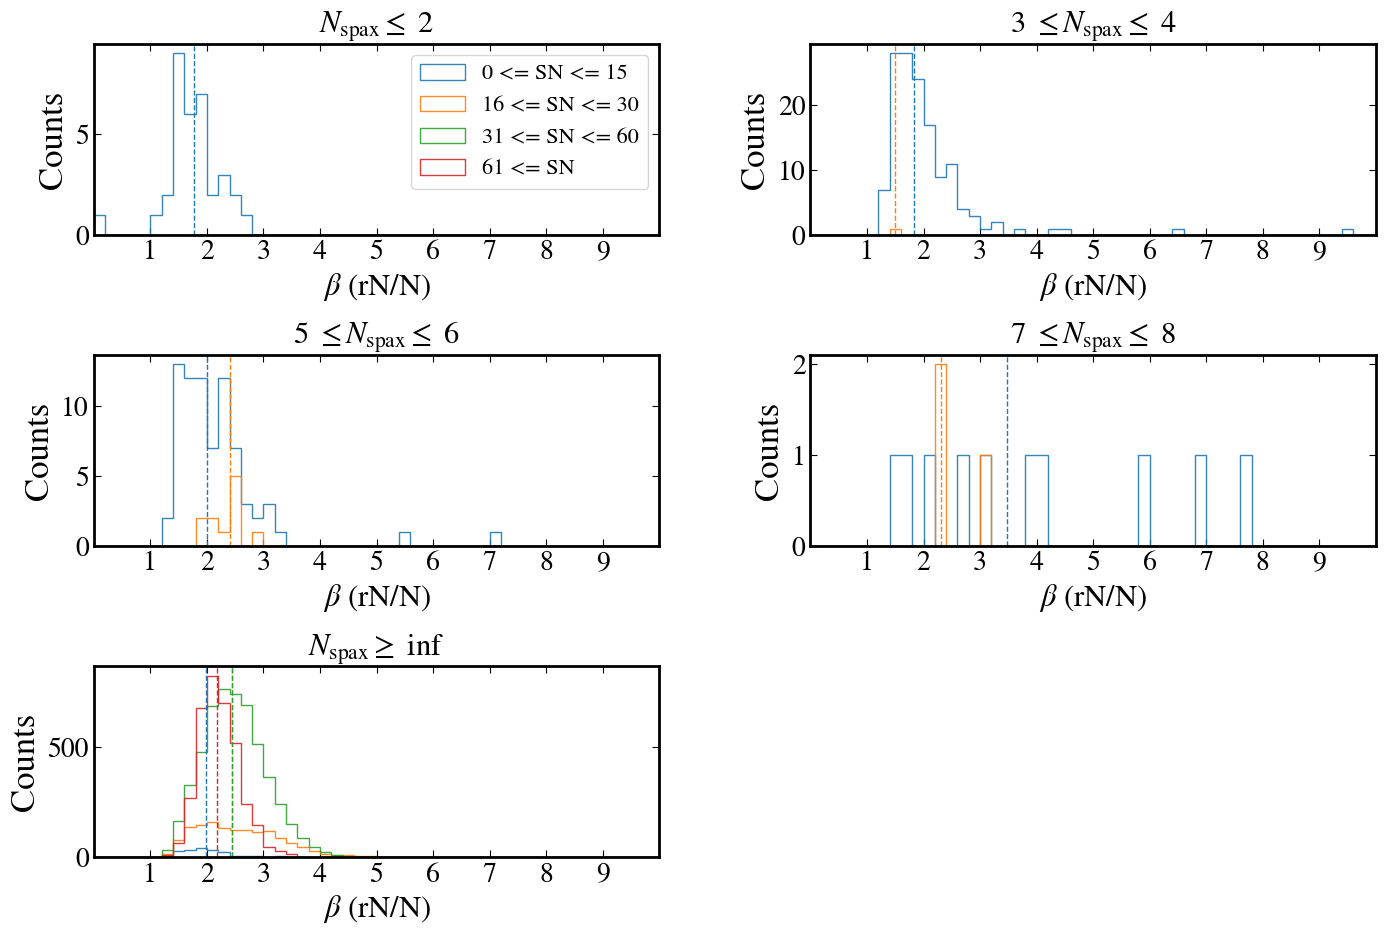 N_spax ≤ 2
Counts
5
0
0 <= SN <= 15
16 <= SN <= 30
31 <= SN <= 60
61 <= SN
1 2 3 4 5 6 7 8 9
β (rN/N)
3 ≤ N_spax ≤ 4
Counts
20
10
0
1 2 3 4 5 6 7 8 9
β (rN/N)
5 ≤ N_spax ≤ 6
Counts
10
5
0
1 2 3 4 5 6 7 8 9
β (rN/N)
7 ≤ N_spax ≤ 8
Counts
2
1
0
1 2 3 4 5 6 7 8 9
β (rN/N)
N_spax ≥ inf
Counts
500
0
1 2 3 4 5 6 7 8 9
β (rN/N)